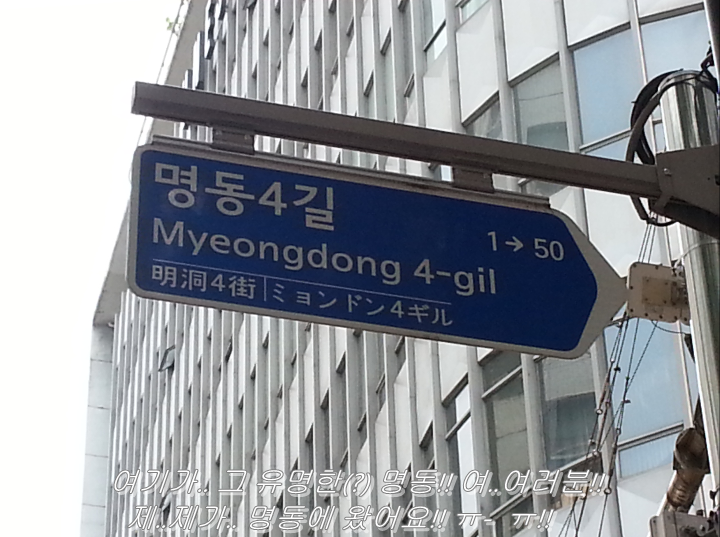 명동4길
Myeongdong 4-gil
1→50
明洞4街|ミョンドン4ギル
여기가.. 그 유명한(?) 명동!! 여..여러분!!
제..제가.. 명동에 왔어요!! ㅠ- ㅠ!!